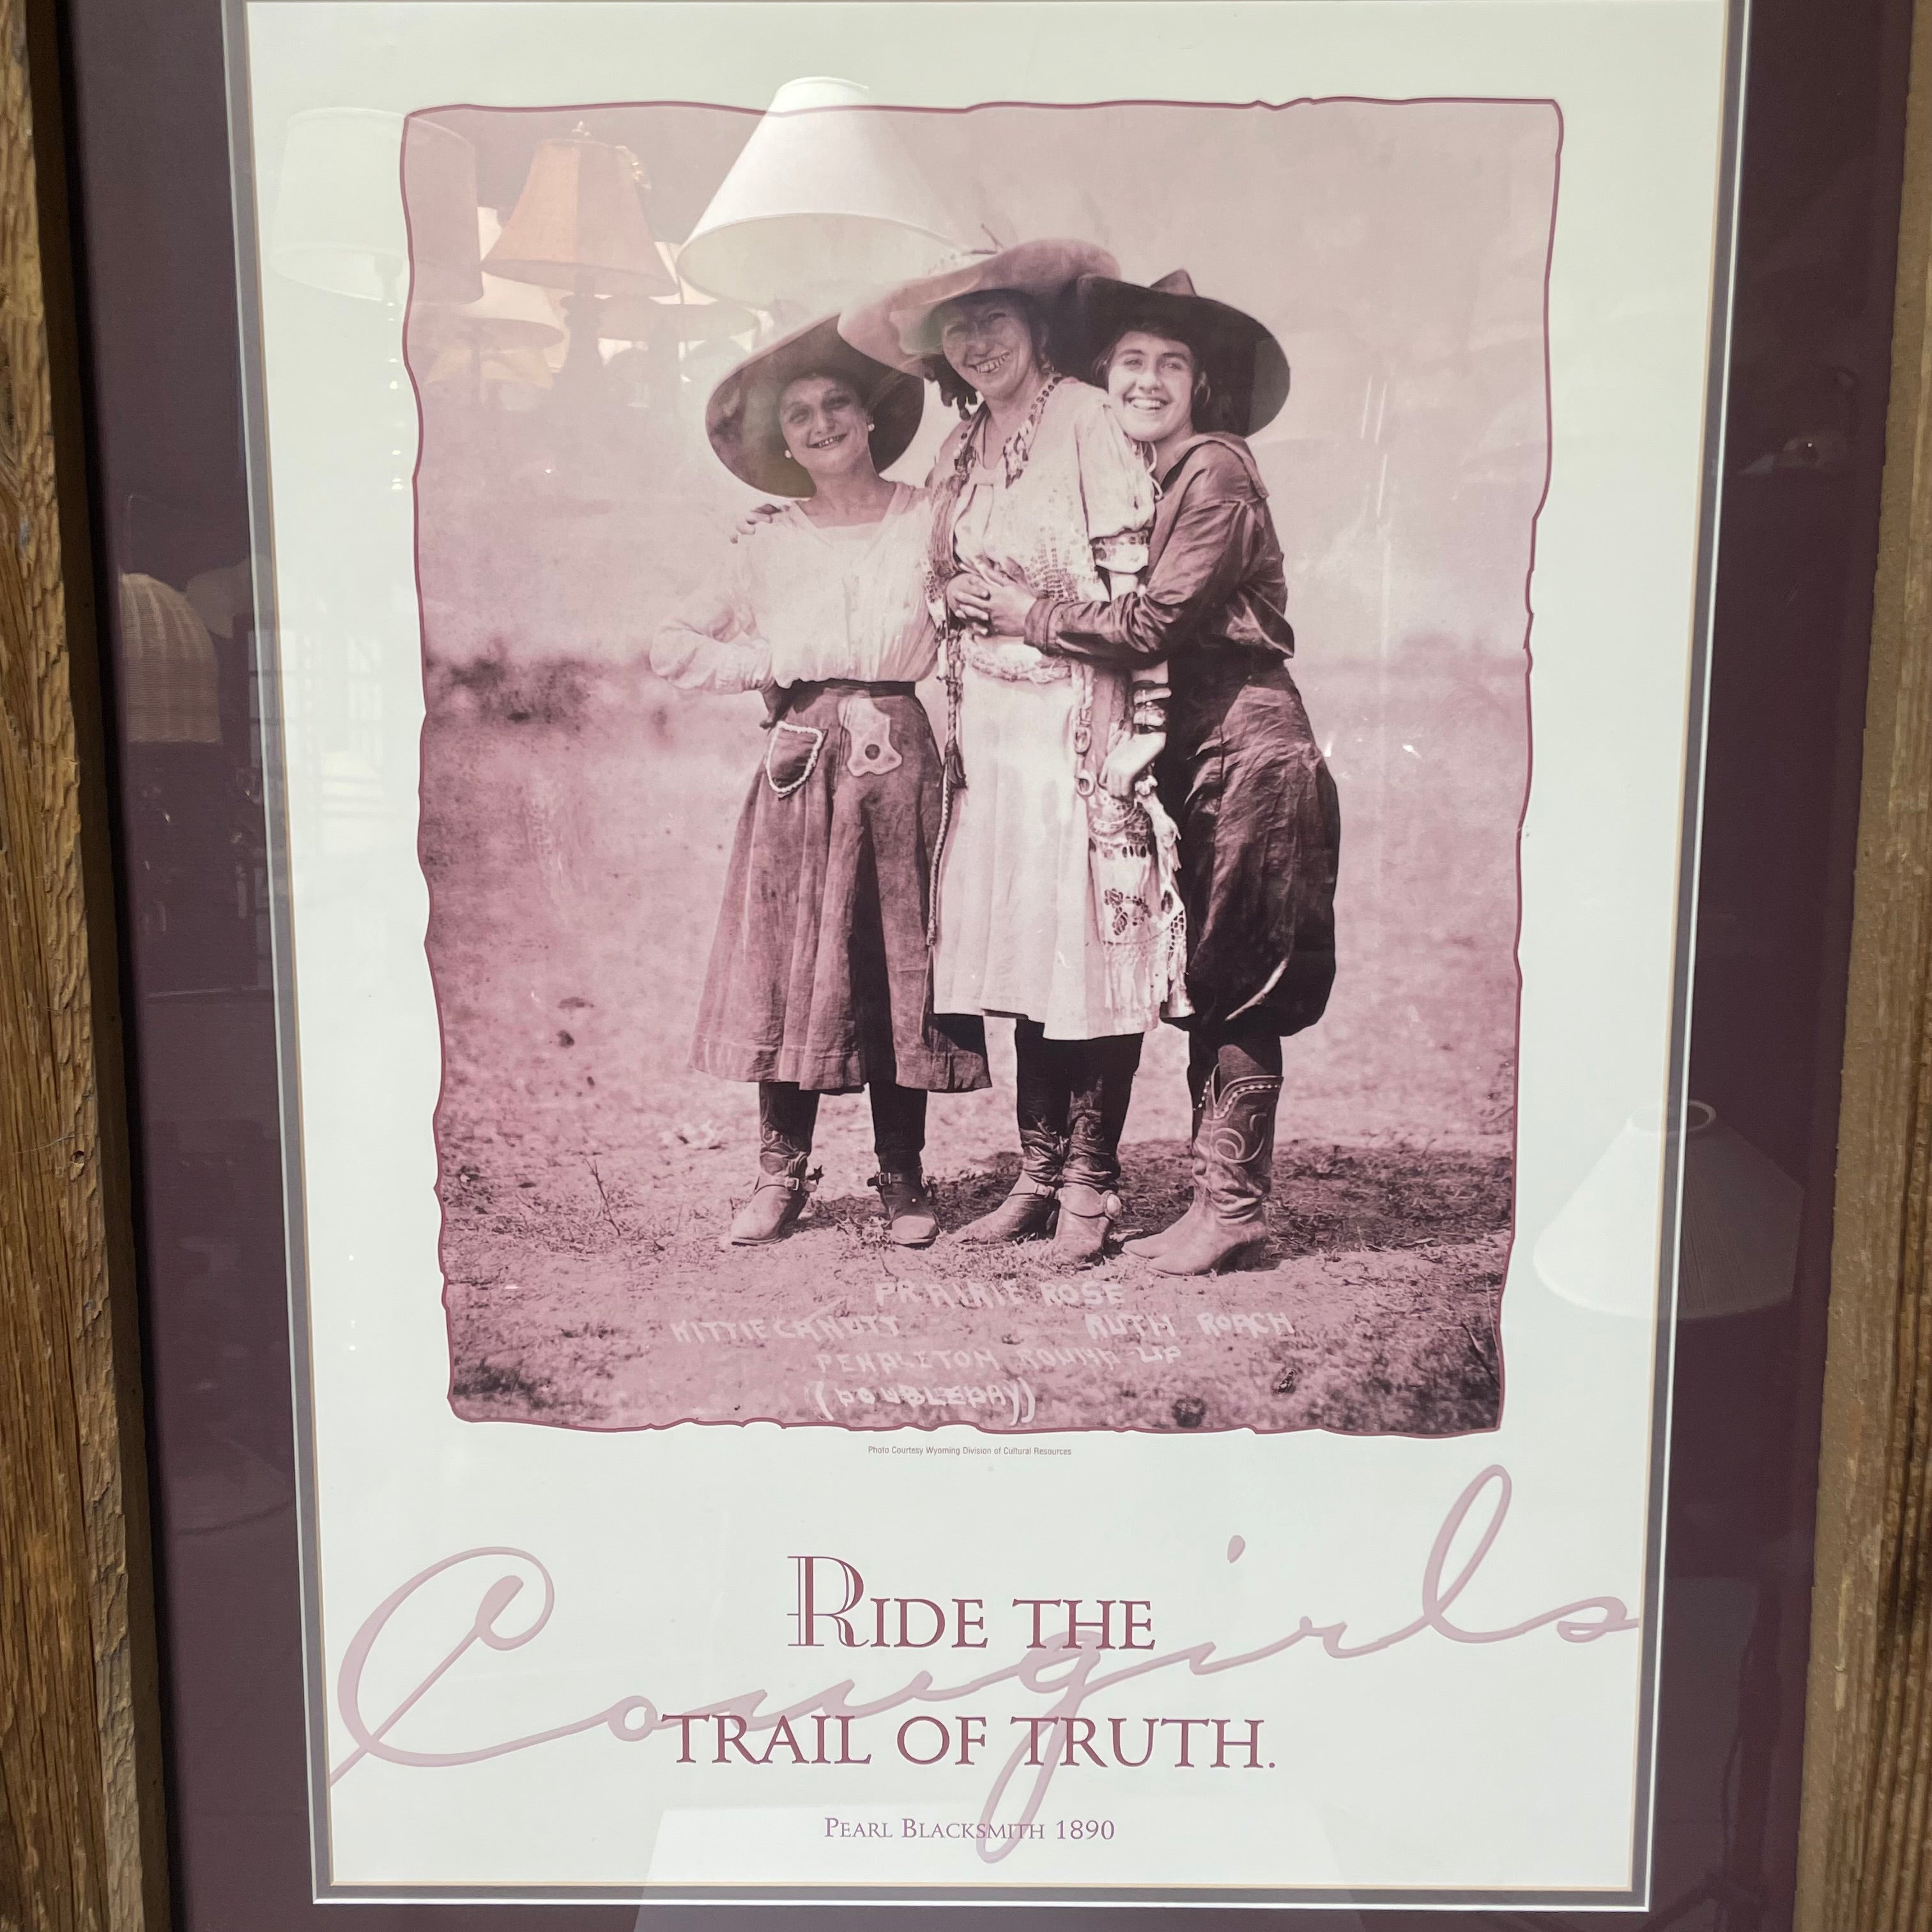 PRAIRIE ROSE
KITTIE CANUTT RUTH ROACH
PENDLETON ROUND-UP
(DOUBLEDAY)
Photo Courtesy Wyoming Division of Cultural Resources
Cowgirls
RIDE THE
TRAIL OF TRUTH.
PEARL BLACKSMITH 1890